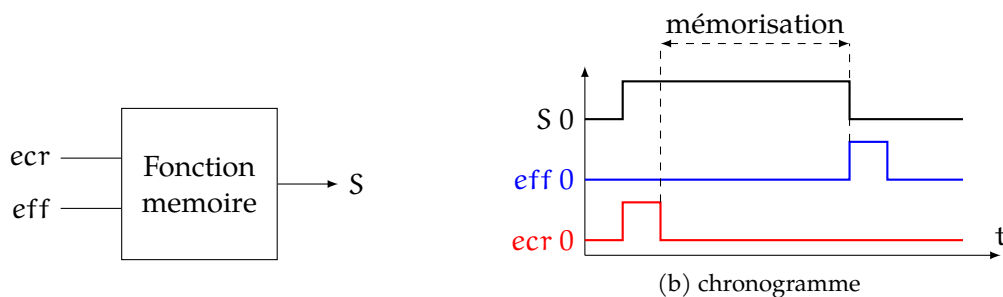 ecr
eff
Fonction
memoire
S
mémorisation
S 0
eff 0
ecr 0
t
(b) chronogramme